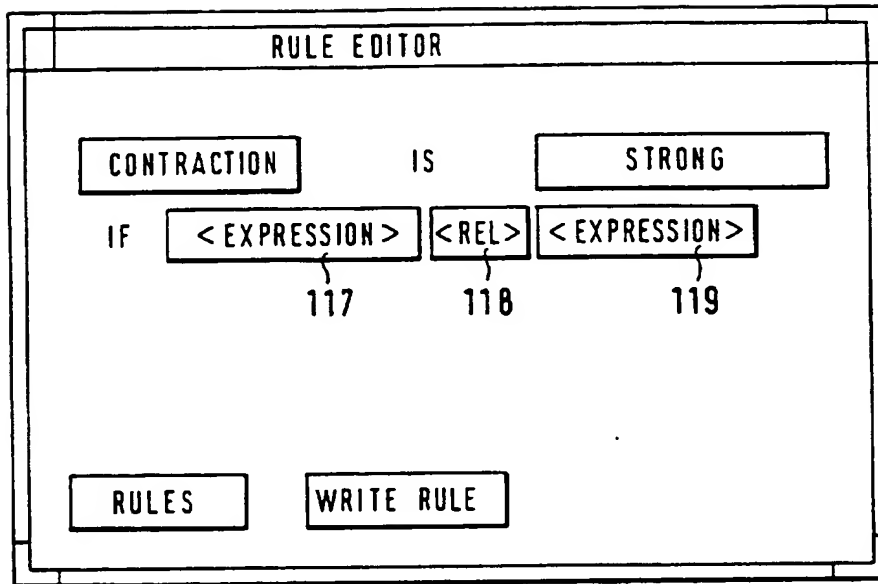 RULE EDITOR
CONTRACTION IS STRONG
IF <EXPRESSION> <REL> <EXPRESSION>
117 118 119
RULES WRITE RULE